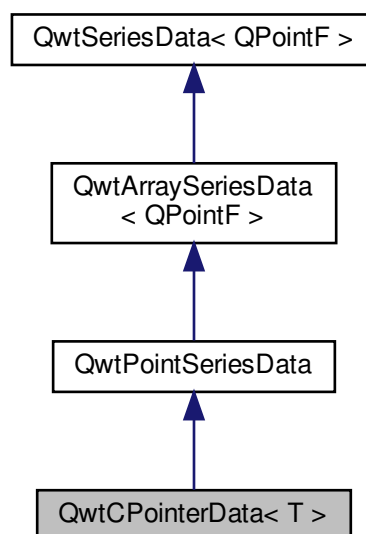 QwtSeriesData< QPointF >
QwtArraySeriesData
< QPointF >
QwtPointSeriesData
QwtCPointerData< T >